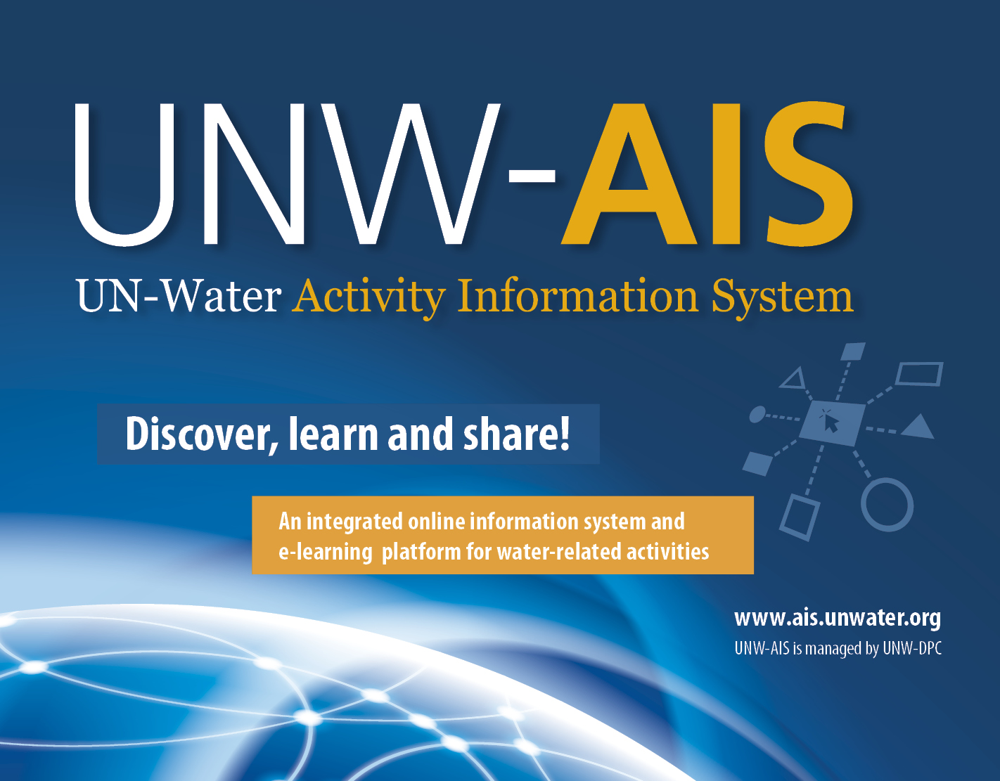 UNW-AIS
UN-Water Activity Information System
Discover, learn and share!
An integrated online information system and
e-learning platform for water-related activities
www.ais.unwater.org
UNW-AIS is managed by UNW-DPC